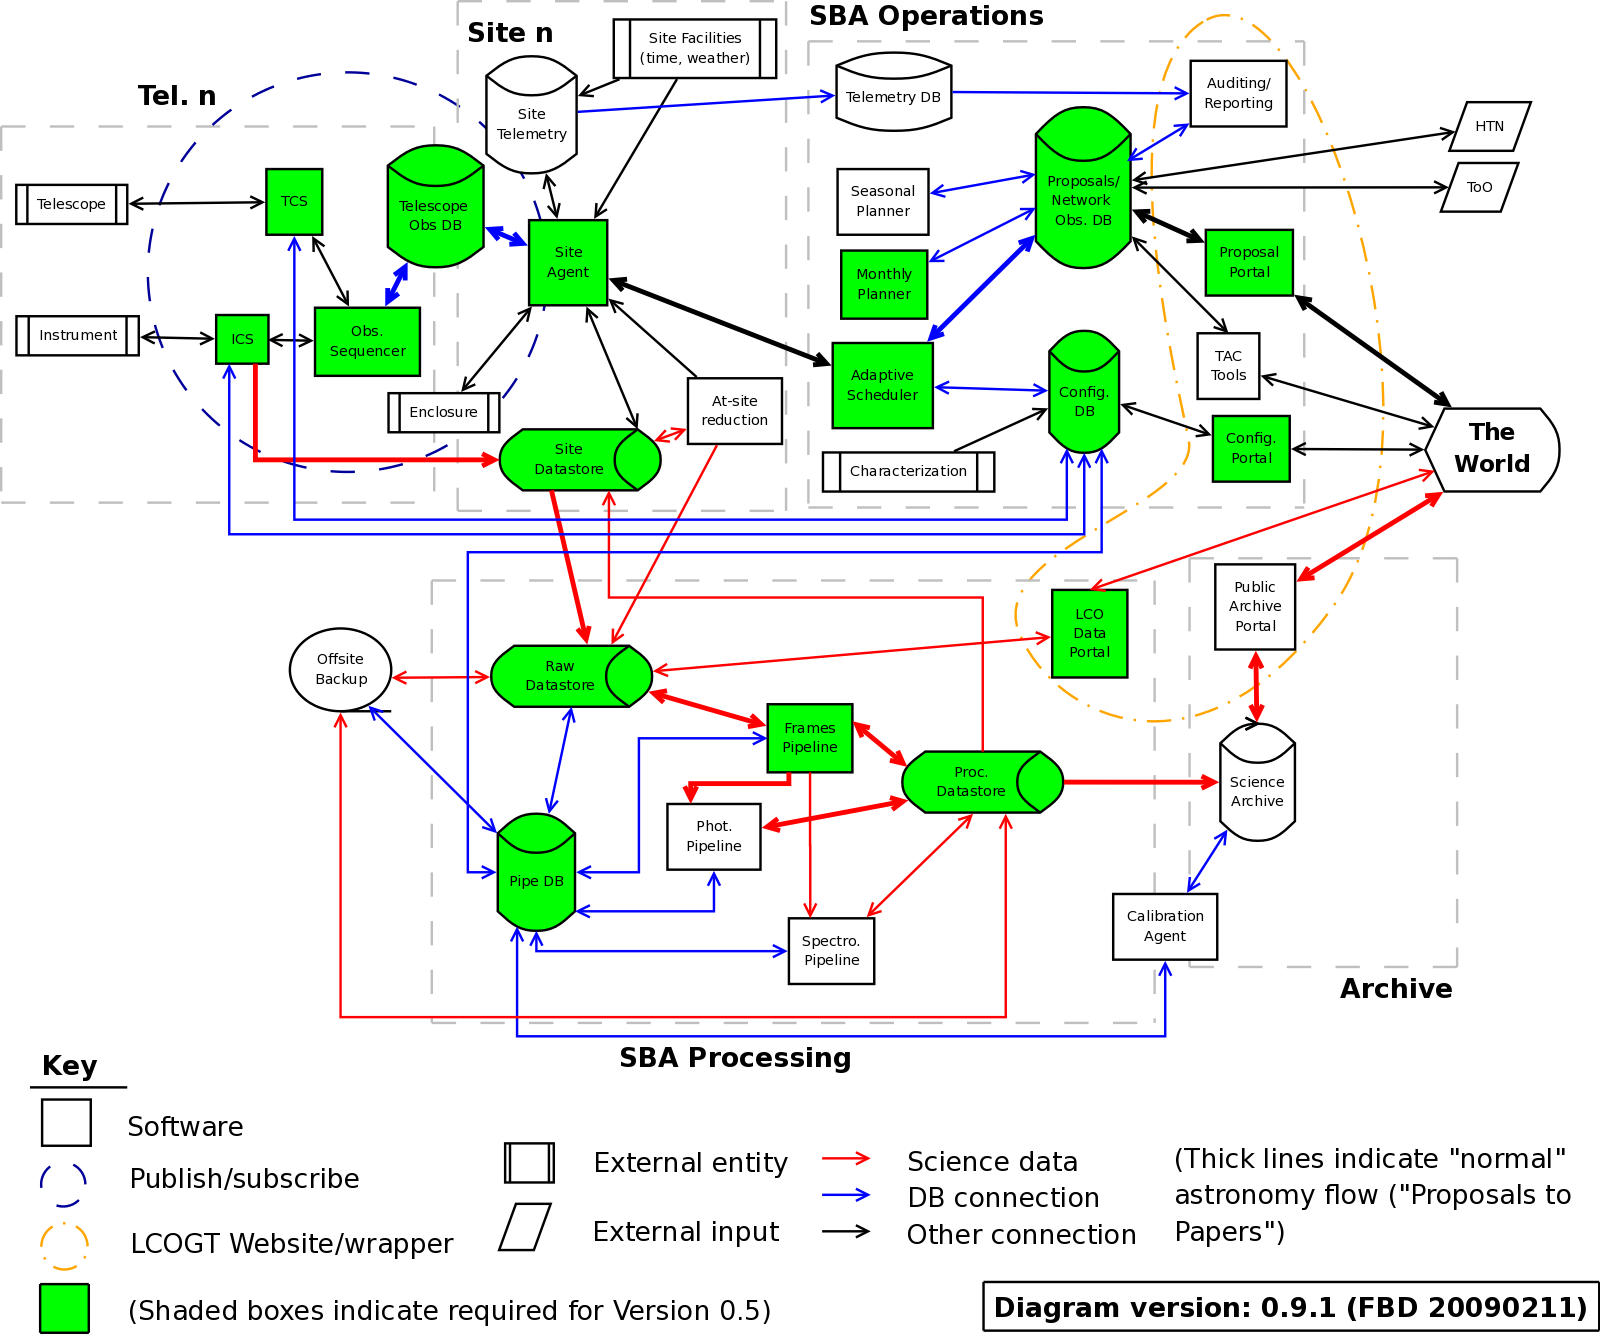 SBA Operations
Site n
Site Facilities
(time, weather)
Tel. n
Site
Telemetry
Telemetry DB
Auditing/
Reporting
HTN
ToO
Telescope
TCS
Telescope
Obs DB
Site
Agent
Seasonal
Planner
Proposals/
Network
Obs. DB
Monthly
Planner
Proposal
Portal
Instrument
ICS
Obs.
Sequencer
Enclosure
At-site
reduction
Adaptive
Scheduler
Config.
DB
TAC
Tools
Config.
Portal
The
World
Site
Datastore
Characterization
Public
Archive
Portal
LCO
Data
Portal
Offsite
Backup
Raw
Datastore
Frames
Pipeline
Proc.
Datastore
Science
Archive
Phot.
Pipeline
Pipe DB
Spectro.
Pipeline
Calibration
Agent
Archive
SBA Processing
Key
Software
Publish/subscribe
LCOGT Website/wrapper
(Shaded boxes indicate required for Version 0.5)
External entity
External input
Science data
DB connection
Other connection
(Thick lines indicate "normal"
astronomy flow ("Proposals to
Papers")
Diagram version: 0.9.1 (FBD 20090211)